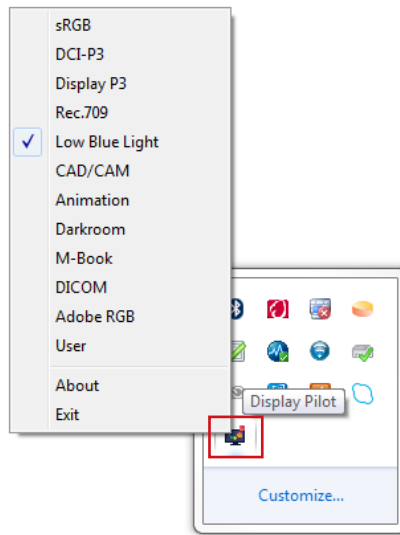 sRGB
DCI-P3
Display P3
Rec.709
Low Blue Light
CAD/CAM
Animation
Darkroom
M-Book
DICOM
Adobe RGB
User
About
Exit
Display Pilot
Customize...